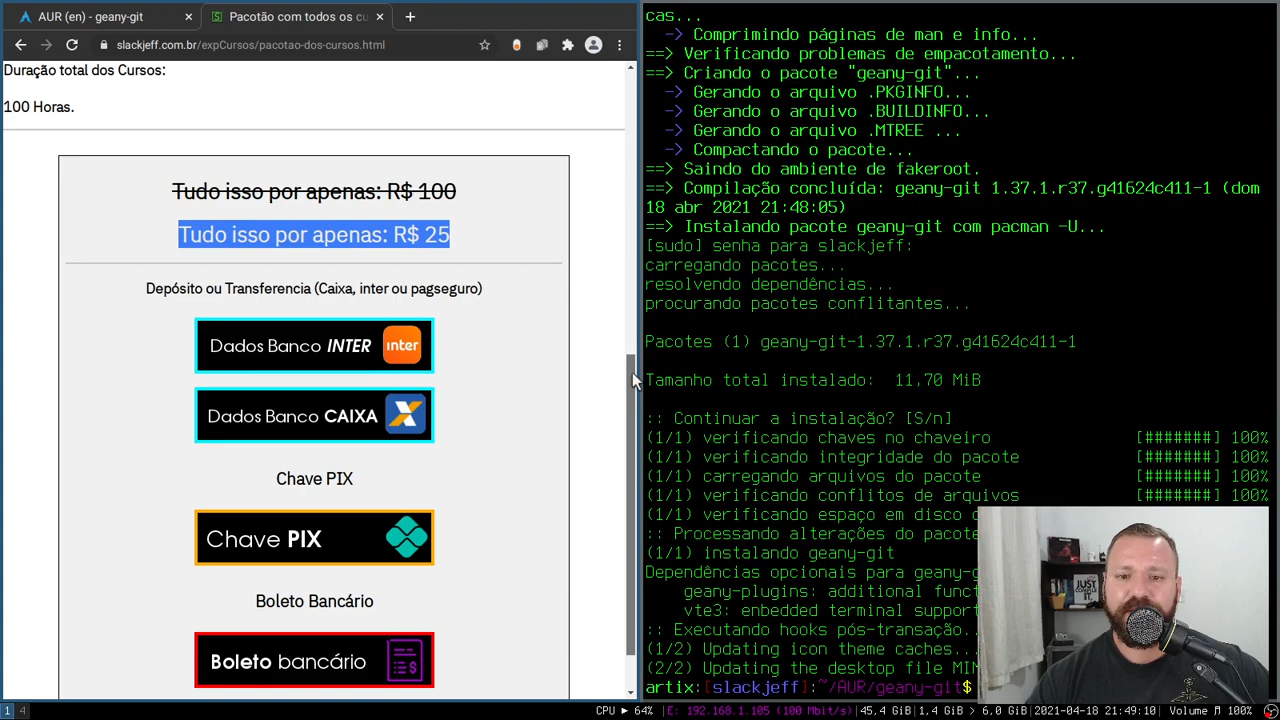 AUR (en) - geany-git
Pacotão com todos os cu
slackjeff.com.br/expCursos/pacotao-dos-cursos.html
Duração total dos Cursos:
100 Horas.
Tudo isso por apenas: R$ 100
Tudo isso por apenas: R$ 25
Depósito ou Transferencia (Caixa, inter ou pagseguro)
Dados Banco INTER
inter
Dados Banco CAIXA
Chave PIX
Chave PIX
Boleto Bancário
Boleto bancário
cas...
-> Comprimindo páginas de man e info...
==> Verificando problemas de empacotamento...
==> Criando o pacote "geany-git"...
-> Gerando o arquivo .PKGINFO...
-> Gerando o arquivo .BUILDINFO...
-> Gerando o arquivo .MTREE ...
-> Compactando o pacote...
==> Saindo do ambiente de fakeroot.
==> Compilação concluída: geany-git 1.37.1.r37.g41624c411-1 (dom
18 abr 2021 21:48:05)
==> Instalando pacote geany-git com pacman -U...
[sudo] senha para slackjeff:
carregando pacotes...
resolvendo dependências...
procurando pacotes conflitantes...
Pacotes (1) geany-git-1.37.1.r37.g41624c411-1
Tamanho total instalado:  11,70 MiB
:: Continuar a instalação? [S/n]
(1/1) verificando chaves no chaveiro [#######] 100%
(1/1) verificando integridade do pacote [#######] 100%
(1/1) carregando arquivos do pacote [#######] 100%
(1/1) verificando conflitos de arquivos [#######] 100%
(1/1) verificando espaço em disco
:: Processando alterações do pacote
(1/1) instalando geany-git
Dependências opcionais para geany-g
geany-plugins: additional funct
vte3: enbedded terminal support
:: Executando hooks pós-transação..
(1/2) Updating icon theme caches...
(2/2) Updating the desktop file MIM
artix:[slackjeff]:~/AUR/geany-git$
JUST
1 4
CPU ▶ 64% E: 192.168.1.105 (100 Mbit/s) 45,4 GiB 1,4 GiB > 6,0 GiB 2021-04-18 21:49:10 Volume 100%